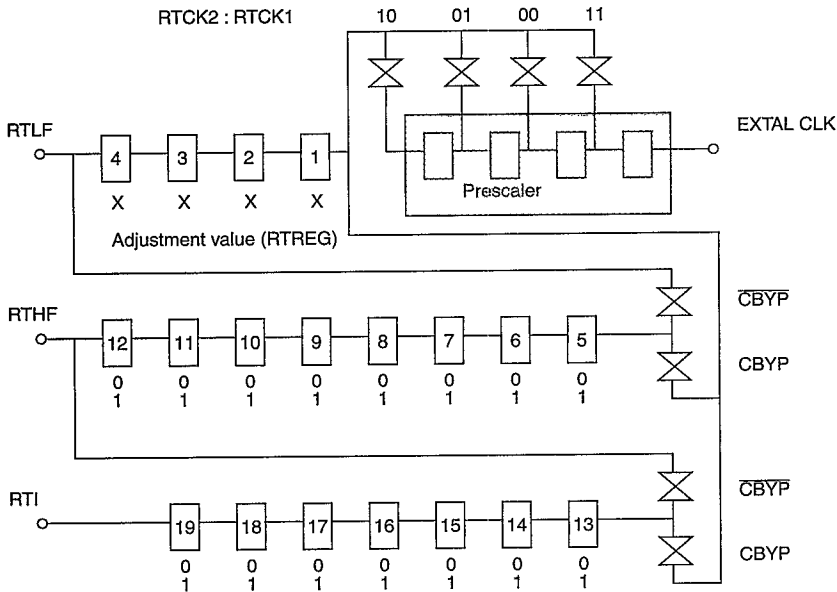 RTCK2 : RTCK1 10 01 00 11
RTLF
EXTAL CLK
4 3 2 1
X X X X
Prescaler
Adjustment value (RTREG)
CBYP
RTHF
12 11 10 9 8 7 6 5
CBYP
0 0 0 0 0 0 0 0
1 1 1 1 1 1 1 1
CBYP
RTI
19 18 17 16 15 14 13
CBYP
0 0 0 0 0 0 0
1 1 1 1 1 1 1